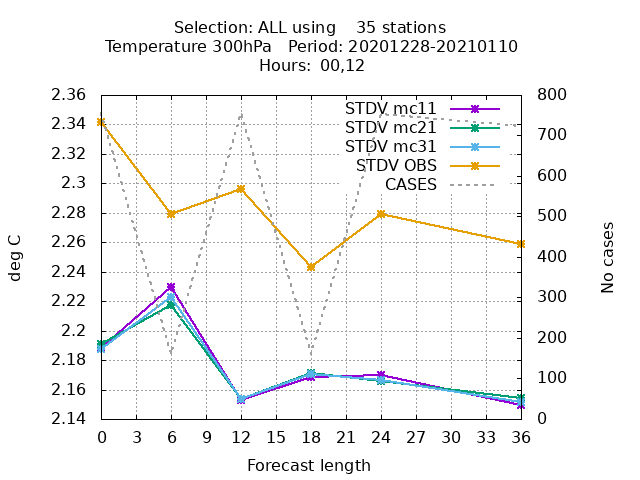 Selection: ALL using    35 stations
Temperature 300hPa   Period: 20201228-20210110
Hours:  00,12
STDV mc11
STDV mc21
STDV mc31
STDV OBS
CASES
2.36
2.34
2.32
2.3
2.28
2.26
2.24
2.22
2.2
2.18
2.16
2.14
800
700
600
500
400
300
200
100
0
deg C
No cases
0 3 6 9 12 15 18 21 24 27 30 33 36
Forecast length